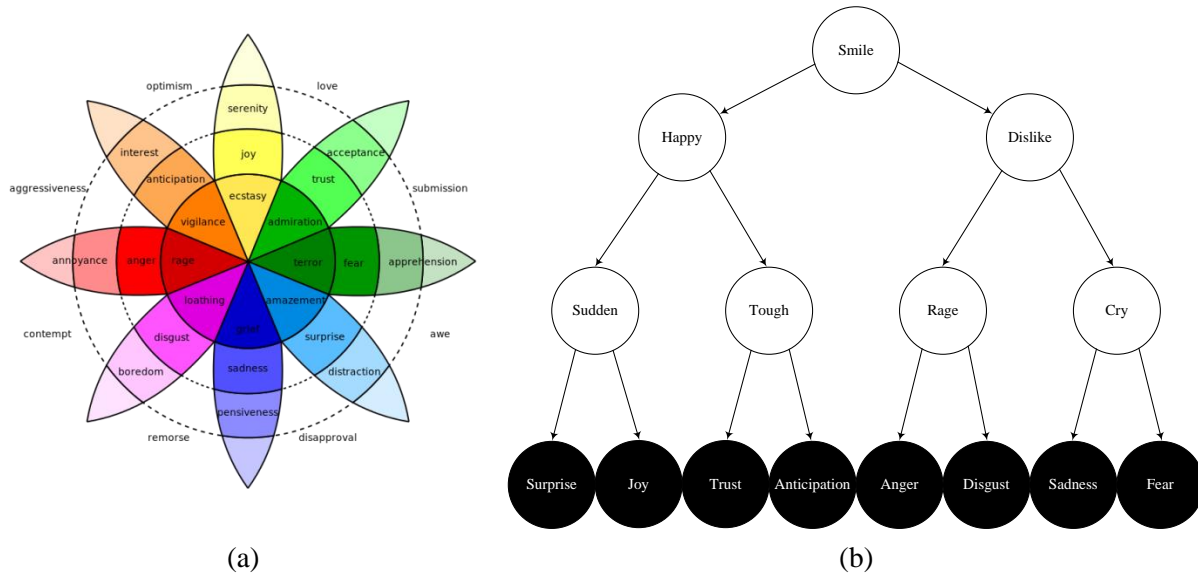 optimism
love
serenity
interest
acceptance
joy
anticipation
trust
aggressiveness
submission
ecstasy
vigilance
admiration
annoyance
anger
rage
terror
fear
apprehension
loathing
amazement
grief
contempt
disgust
surprise
awe
boredom
sadness
distraction
pensiveness
remorse
disapproval
(a)
Smile
Happy
Dislike
Sudden
Tough
Rage
Cry
Surprise
Joy
Trust
Anticipation
Anger
Disgust
Sadness
Fear
(b)